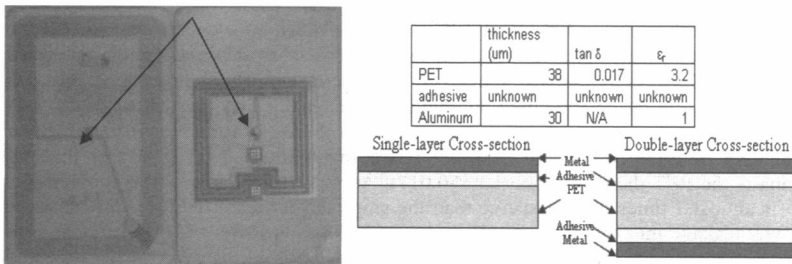 thickness
(um) tan δ εr
PET 38 0.017 3.2
adhesive unknown unknown unknown
Aluminum 30 N/A 1
Single-layer Cross-section Double-layer Cross-section
Metal
Adhesive
PET
Adhesive
Metal